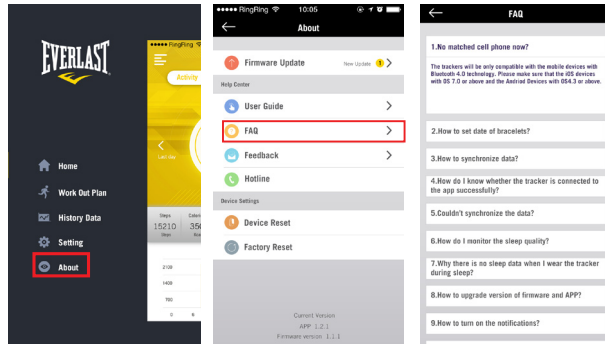 EVERLAST
Home
Work Out Plan
History Data
Setting
About
RingRing
Activity
Last day
Steps
15210
Steps
2100
1400
700
0
RingRing 10:05
About
Firmware Update New Update 1
Help Center
User Guide
FAQ
Feedback
Hotline
Device Settings
Device Reset
Factory Reset
Current Version
APP 1.2.1
Firmware version 1.1.1
FAQ
1.No matched cell phone now?
The trackers will be only compatible with the mobile devices with
Bluetooth 4.0 technology. Please make sure that the iOS devices
with OS 7.0 or above and the Andriod Devices with OS4.3 or above.
2.How to set date of bracelets?
3.How to synchronize data?
4.How do I know whether the tracker is connected to
the app successfully?
5.Couldn't synchronize the data?
6.How do I monitor the sleep quality?
7.Why there is no sleep data when I wear the tracker
during sleep?
8.How to upgrade version of firmware and APP?
9.How to turn on the notifications?